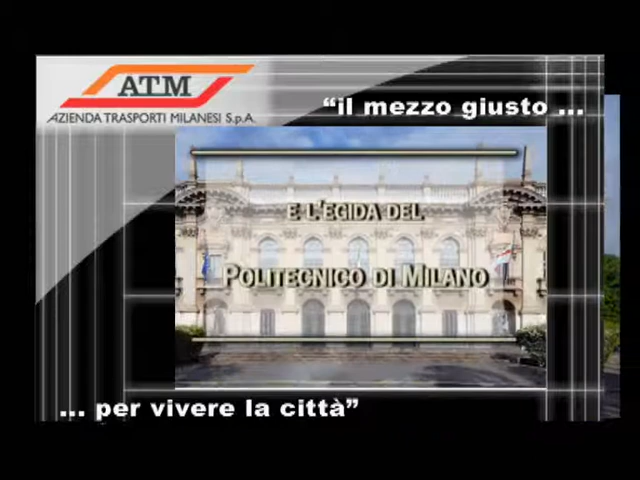 ATM
AZIENDA TRASPORTI MILANESI S.p.A.
“il mezzo giusto ...
E L'EGIDA DEL
POLITECNICO DI MILANO
... per vivere la città”